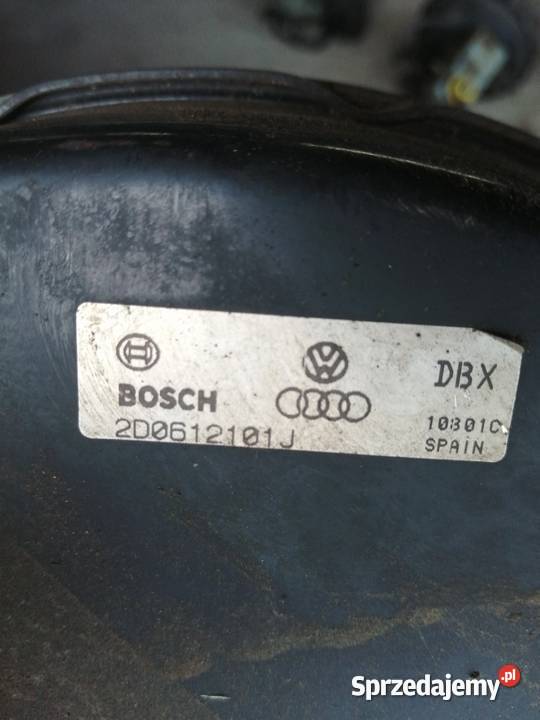 BOSCH
2D0612101J
DBX
10801C
SPAIN
Sprzedajemy.pl